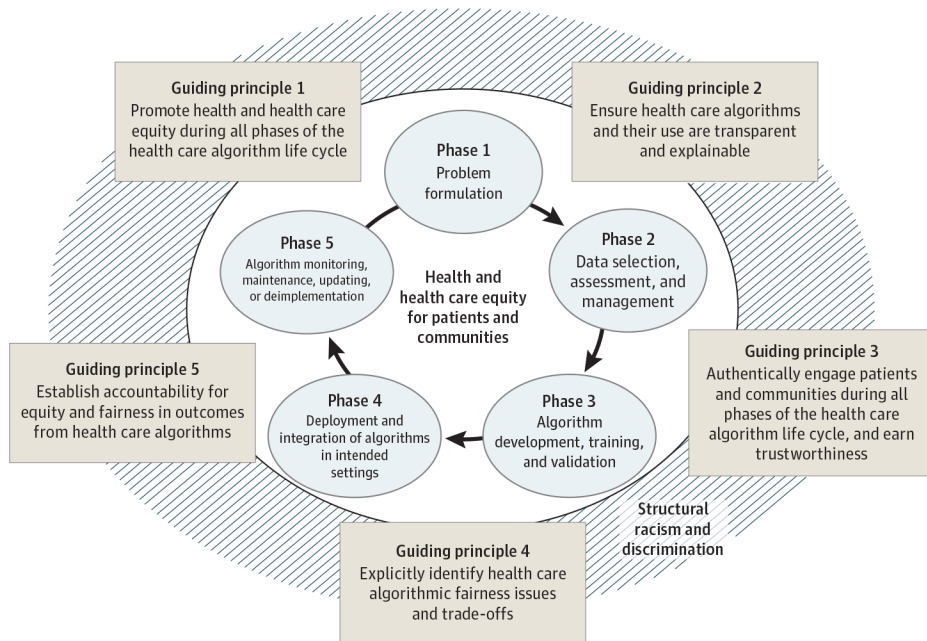 Guiding principle 1
Promote health and health care
equity during all phases of the
health care algorithm life cycle
Guiding principle 2
Ensure health care algorithms
and their use are transparent
and explainable
Phase 1
Problem
formulation
Phase 5
Algorithm monitoring,
maintenance, updating,
or deimplementation
Phase 2
Data selection,
assessment, and
management
Health and
health care equity
for patients and
communities
Guiding principle 5
Establish accountability for
equity and fairness in outcomes
from health care algorithms
Guiding principle 3
Authentically engage patients
and communities during all
phases of the health care
algorithm life cycle, and earn
trustworthiness
Phase 4
Deployment and
integration of algorithms
in intended
settings
Phase 3
Algorithm
development, training,
and validation
Structural
racism and
discrimination
Guiding principle 4
Explicitly identify health care
algorithmic fairness issues
and trade-offs